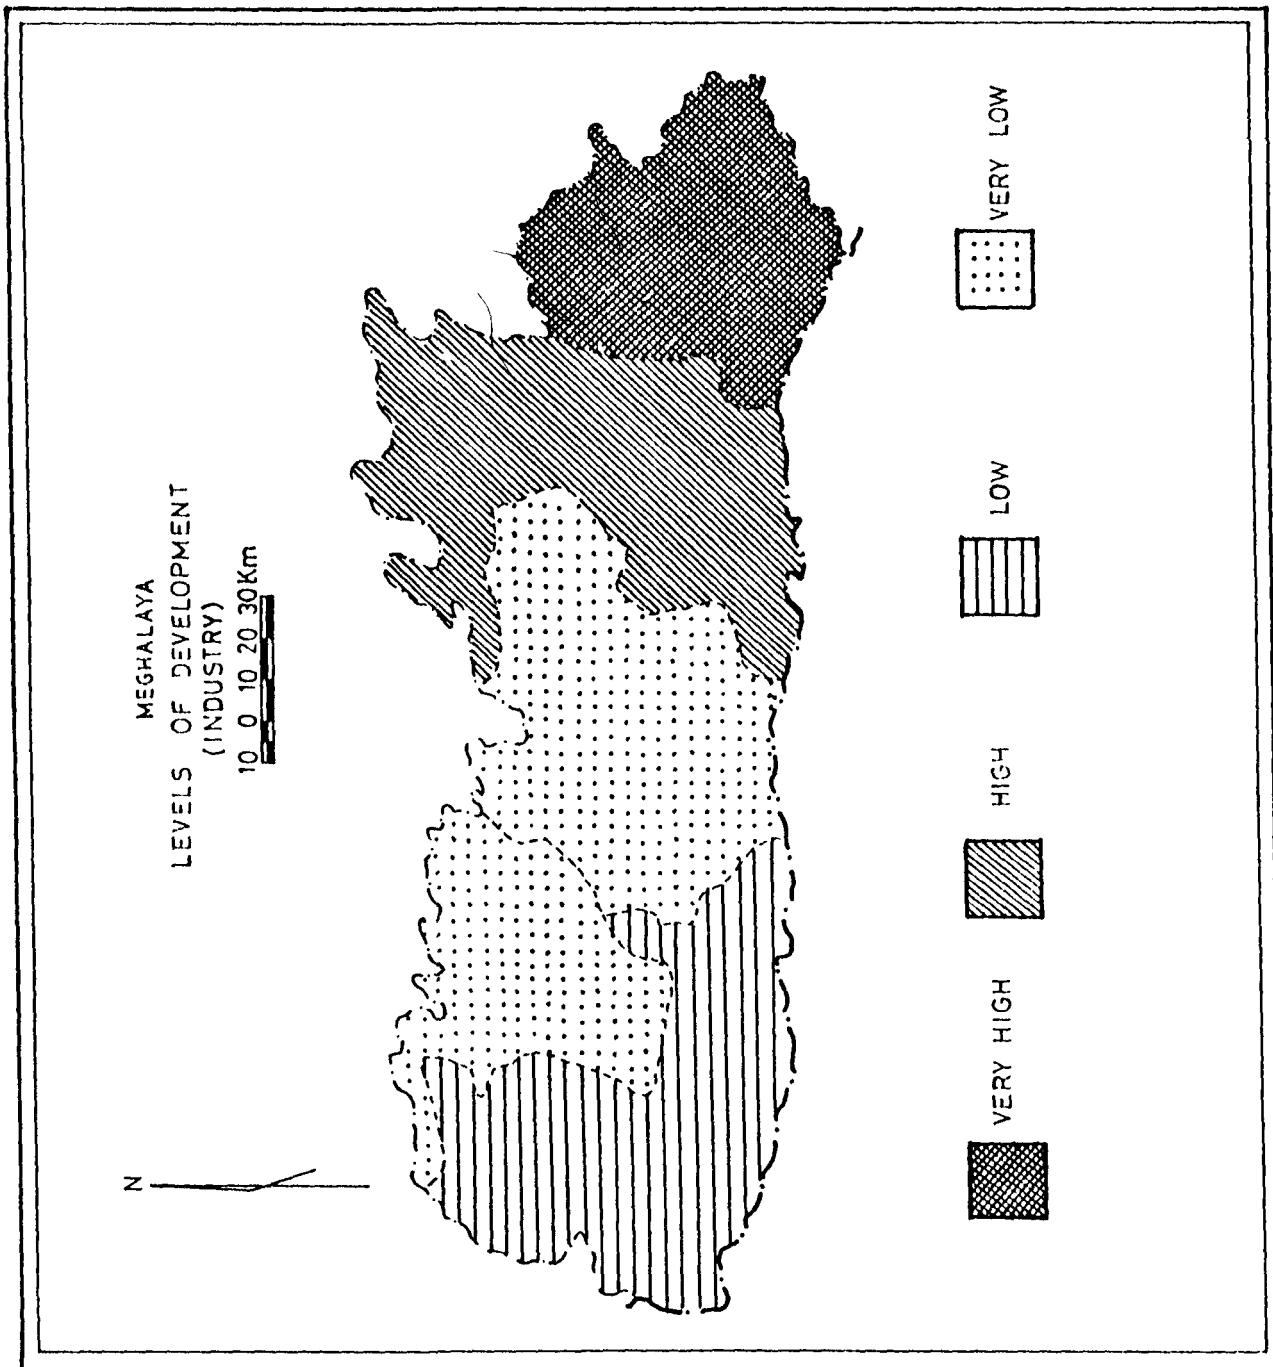 MEGHALAYA
LEVELS OF DEVELOPMENT
(INDUSTRY)
10 0 10 20 30Km
N
VERY HIGH
HIGH
LOW
VERY LOW